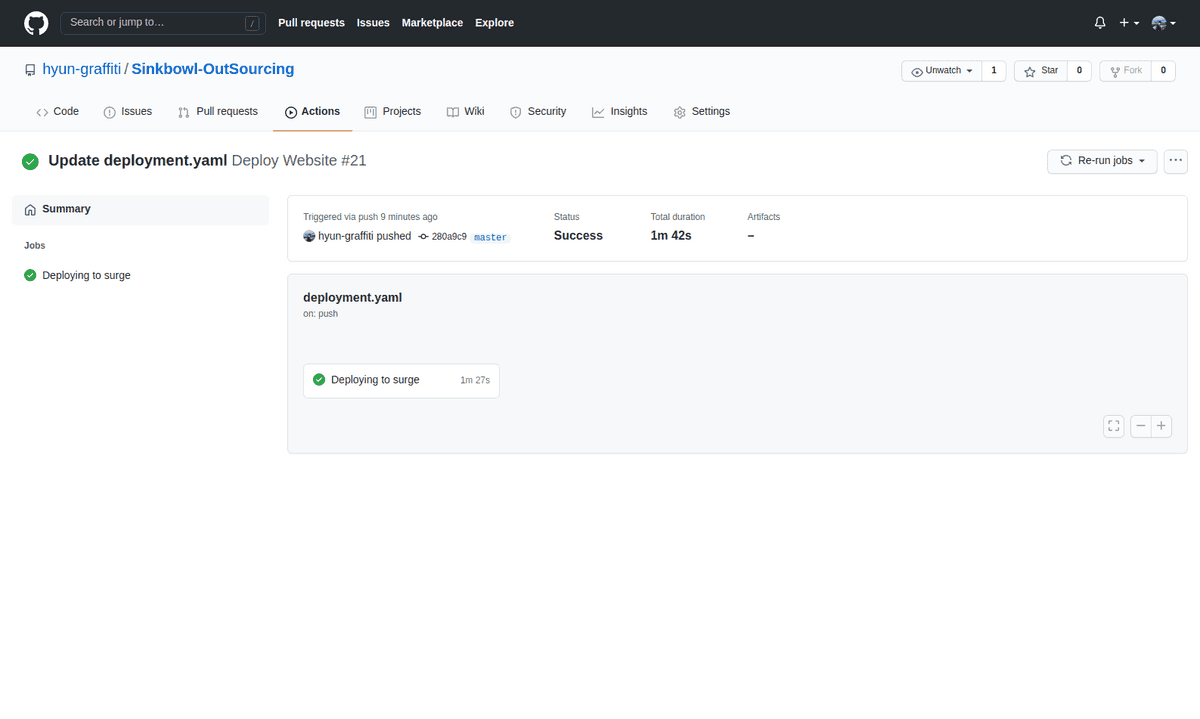 Search or jump to… /
Pull requests Issues Marketplace Explore
hyun-graffiti / Sinkbowl-OutSourcing
Unwatch 1 Star 0 Fork 0
Code Issues Pull requests Actions Projects Wiki Security Insights Settings
Update deployment.yaml Deploy Website #21
Re-run jobs
Summary
Jobs
Deploying to surge
Triggered via push 9 minutes ago
hyun-graffiti pushed 280a9c9 master
Status
Success
Total duration
1m 42s
Artifacts
–
deployment.yaml
on: push
Deploying to surge 1m 27s